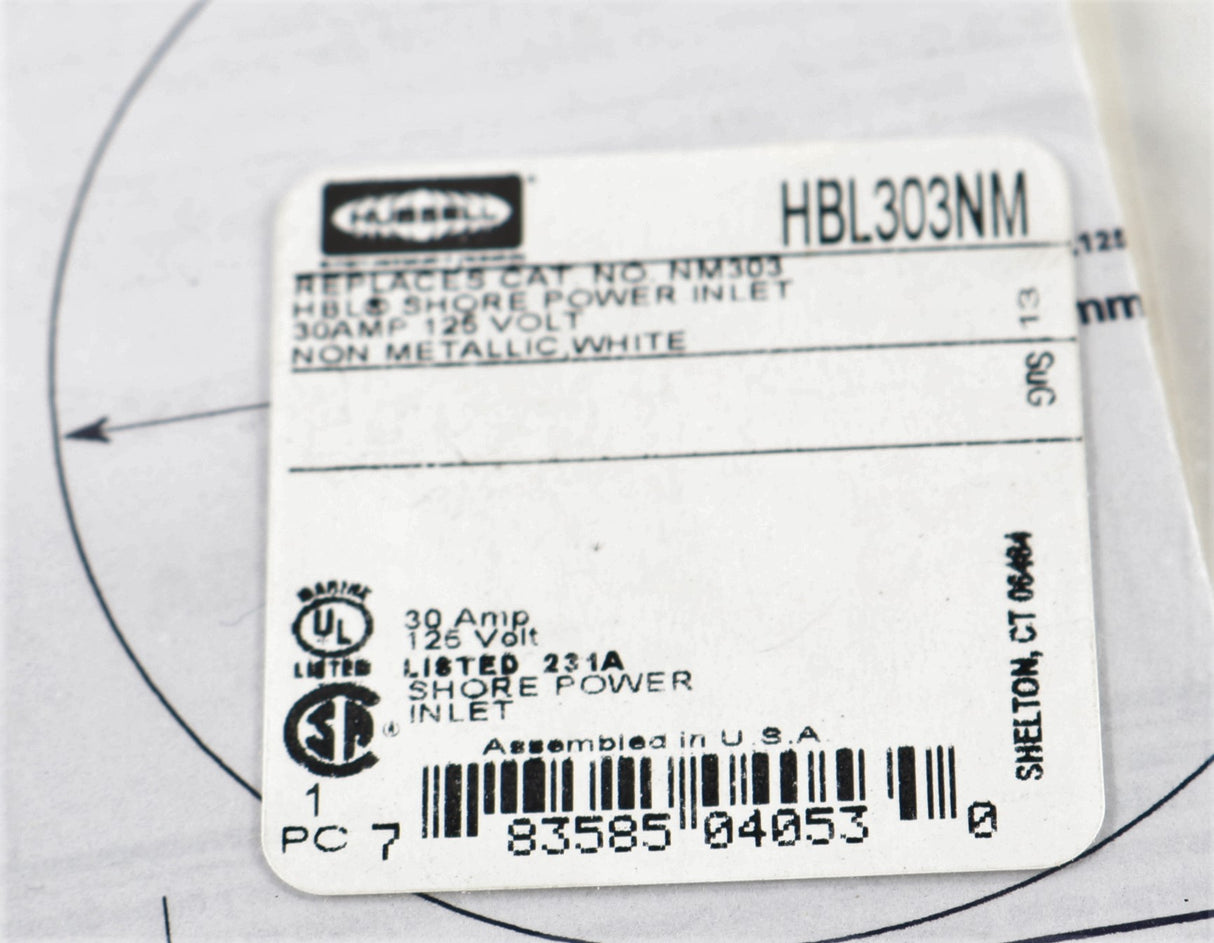 HUBBELL
HBL303NM
REPLACES CAT. NO. NM303
HBL® SHORE POWER INLET
30AMP 125 VOLT
NON METALLIC,WHITE
13
SuG
.125
mm
MARINE
UL
LISTED
30 Amp
125 Volt
LISTED 231A
SHORE POWER
INLET
SHELTON, CT 06484
Assembled in U.S.A.
1
PC
7 83585 04053 0